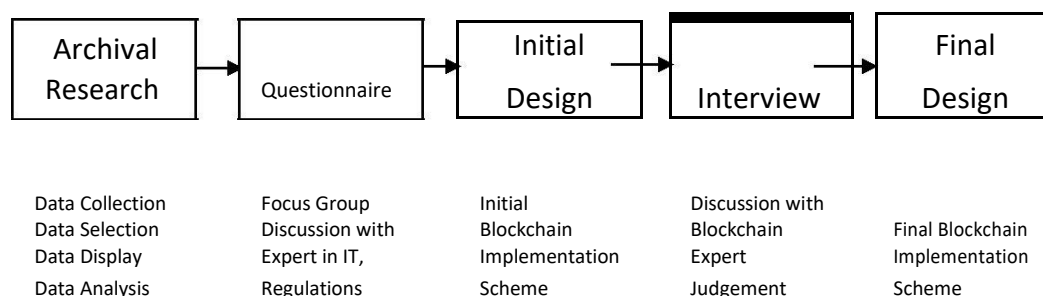 Archival
Research
Questionnaire
Initial
Design
Interview
Final
Design
Data Collection
Data Selection
Data Display
Data Analysis
Focus Group
Discussion with
Expert in IT,
Regulations
Initial
Blockchain
Implementation
Scheme
Discussion with
Blockchain
Expert
Judgement
Final Blockchain
Implementation
Scheme